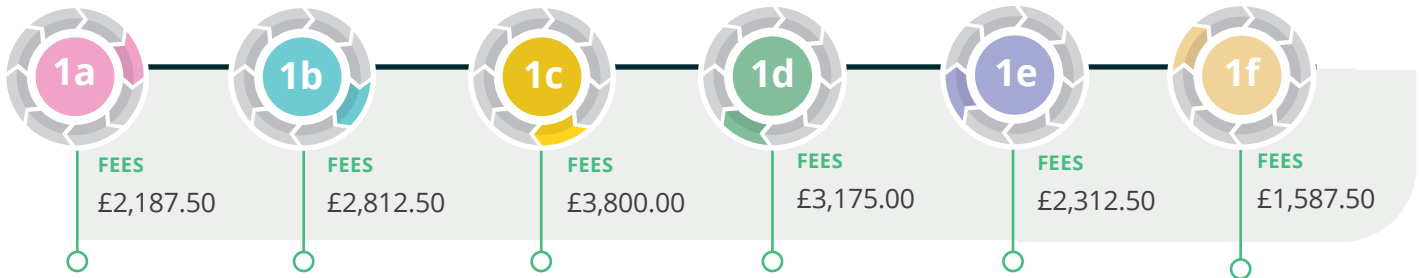 1a
FEES
£2,187.50
1b
FEES
£2,812.50
1c
FEES
£3,800.00
1d
FEES
£3,175.00
1e
FEES
£2,312.50
1f
FEES
£1,587.50